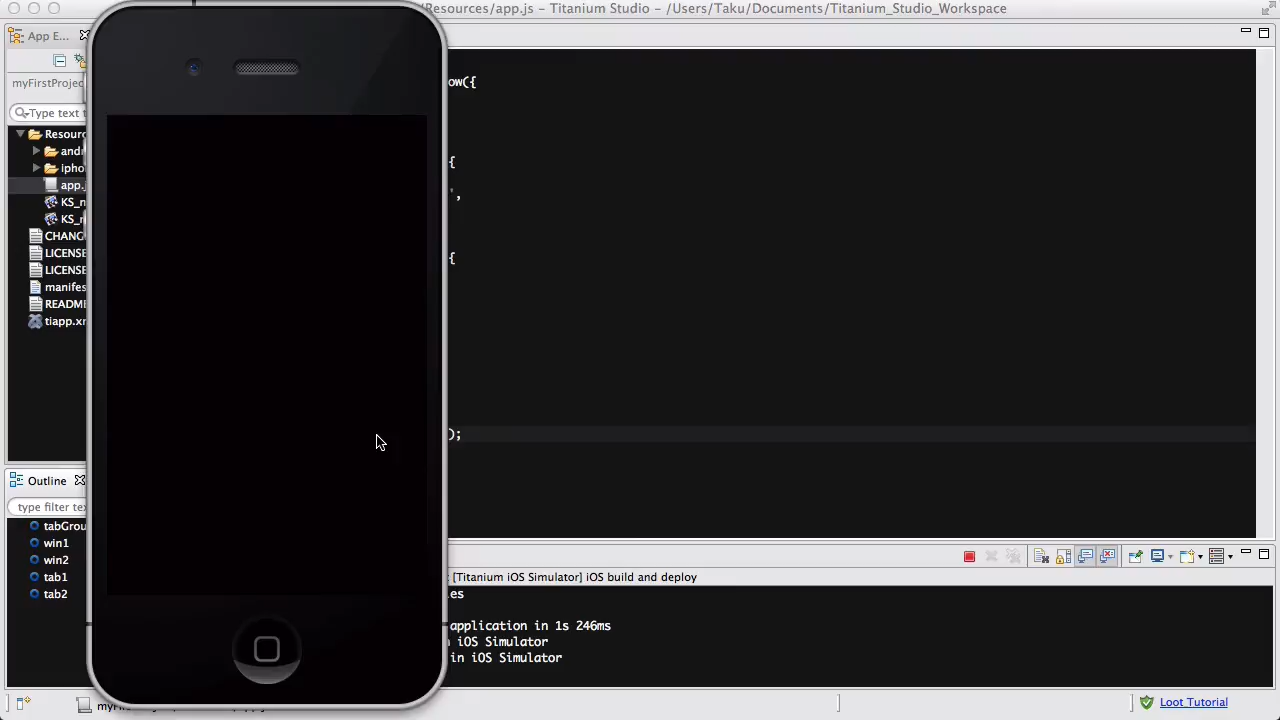 /Resources/app.js - Titanium Studio - /Users/Taku/Documents/Titanium_Studio_Workspace
App E...
myFirstProjec
Type text t
Resourc
andr
ipho
app.j
KS_n
KS_n
CHANG
LICENSE
LICENSE
manifes
README
tiapp.xm
ow({
{
',
{
);
Outline
type filter tex
tabGrou
win1
win2
tab1
tab2
[Titanium iOS Simulator] iOS build and deploy
es
application in 1s 246ms
iOS Simulator
in iOS Simulator
Loot Tutorial